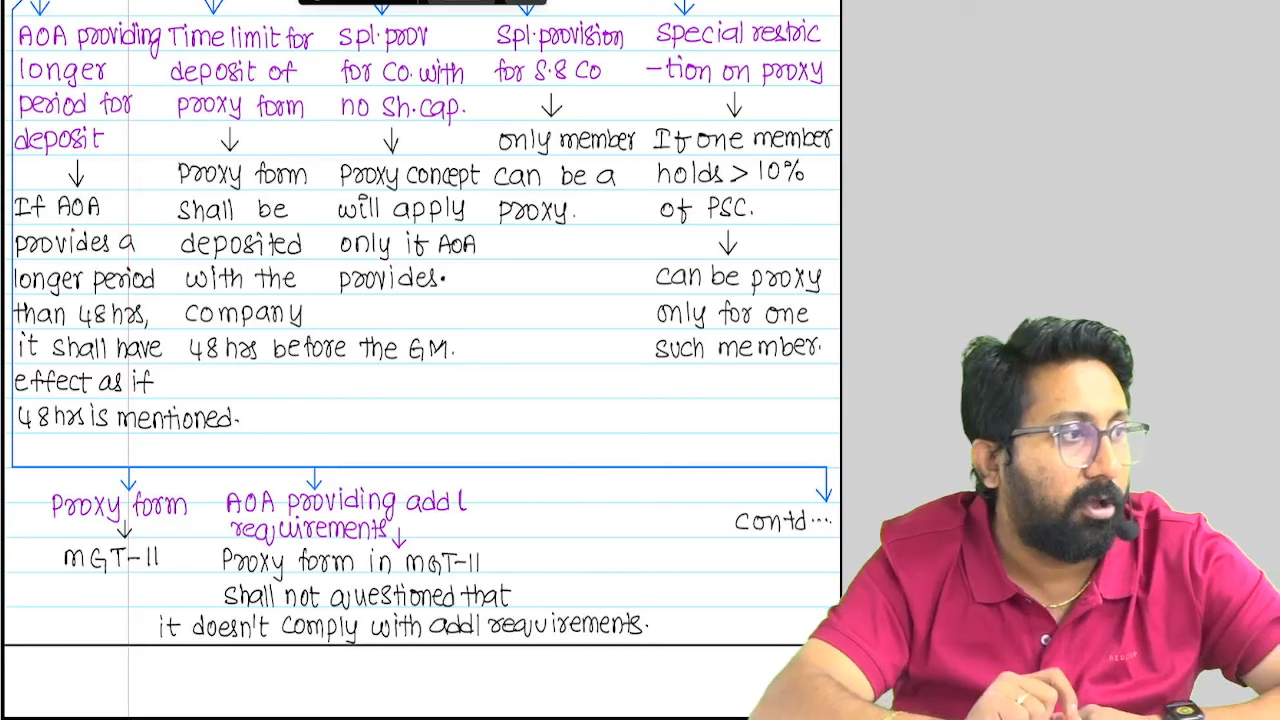 AOA providing
longer
period for
deposit
If AOA
provides a
longer period
than 48hrs,
it shall have
effect as if
48hrs is mentioned.
Time limit for
deposit of
proxy form
Proxy form
shall be
deposited
with the
company
48 hrs before the GM.
Spl. prov
for Co. with
no Sh. cap.
Proxy concept
will apply
only if AOA
provides.
Spl. provision
for S.8 Co
only member
can be a
proxy.
Special restric
-tion on proxy
If one member
holds > 10%
of PSC.
can be proxy
only for one
such member.
Proxy form
MGT-11
AOA providing addl
requirements
Proxy form in MGT-11
shall not questioned that
it doesn't comply with addl requirements.
contd...